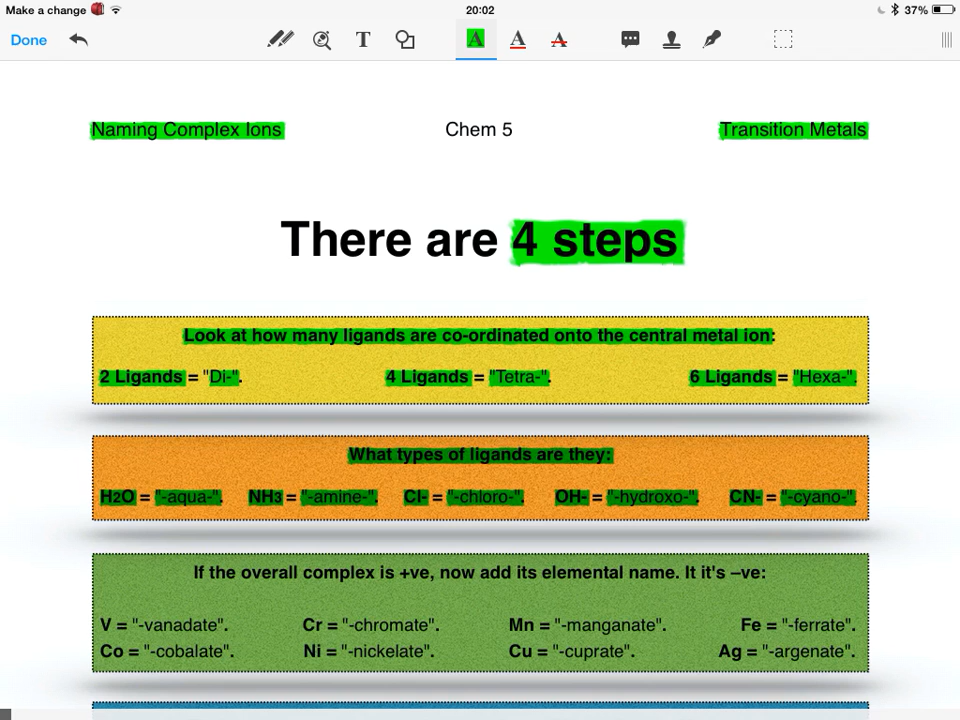 Make a change
20:02
37%
Done
T
A A A
Naming Complex Ions Chem 5 Transition Metals
There are 4 steps
Look at how many ligands are co-ordinated onto the central metal ion:
2 Ligands = "Di-". 4 Ligands = "Tetra-". 6 Ligands = "Hexa-".
What types of ligands are they:
H2O = "-aqua-". NH3 = "-amine-". Cl- = "-chloro-". OH- = "-hydroxo-". CN- = "-cyano-".
If the overall complex is +ve, now add its elemental name. It it's –ve:
V = "-vanadate". Cr = "-chromate". Mn = "-manganate". Fe = "-ferrate".
Co = "-cobalate". Ni = "-nickelate". Cu = "-cuprate". Ag = "-argenate".